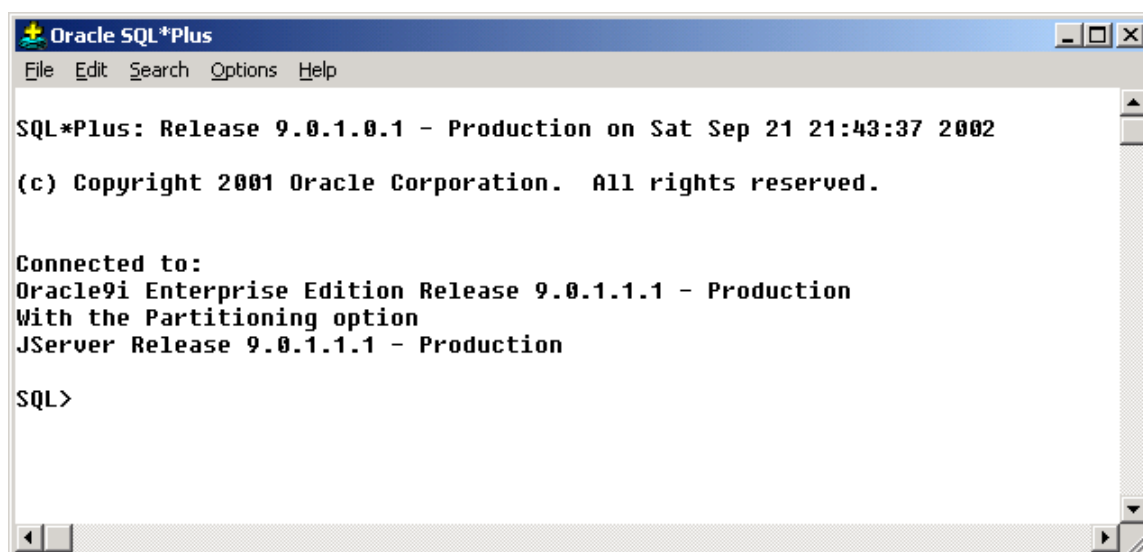 Oracle SQL*Plus
File Edit Search Options Help
SQL*Plus: Release 9.0.1.0.1 - Production on Sat Sep 21 21:43:37 2002
(c) Copyright 2001 Oracle Corporation.  All rights reserved.
Connected to:
Oracle9i Enterprise Edition Release 9.0.1.1.1 - Production
With the Partitioning option
JServer Release 9.0.1.1.1 - Production
SQL>